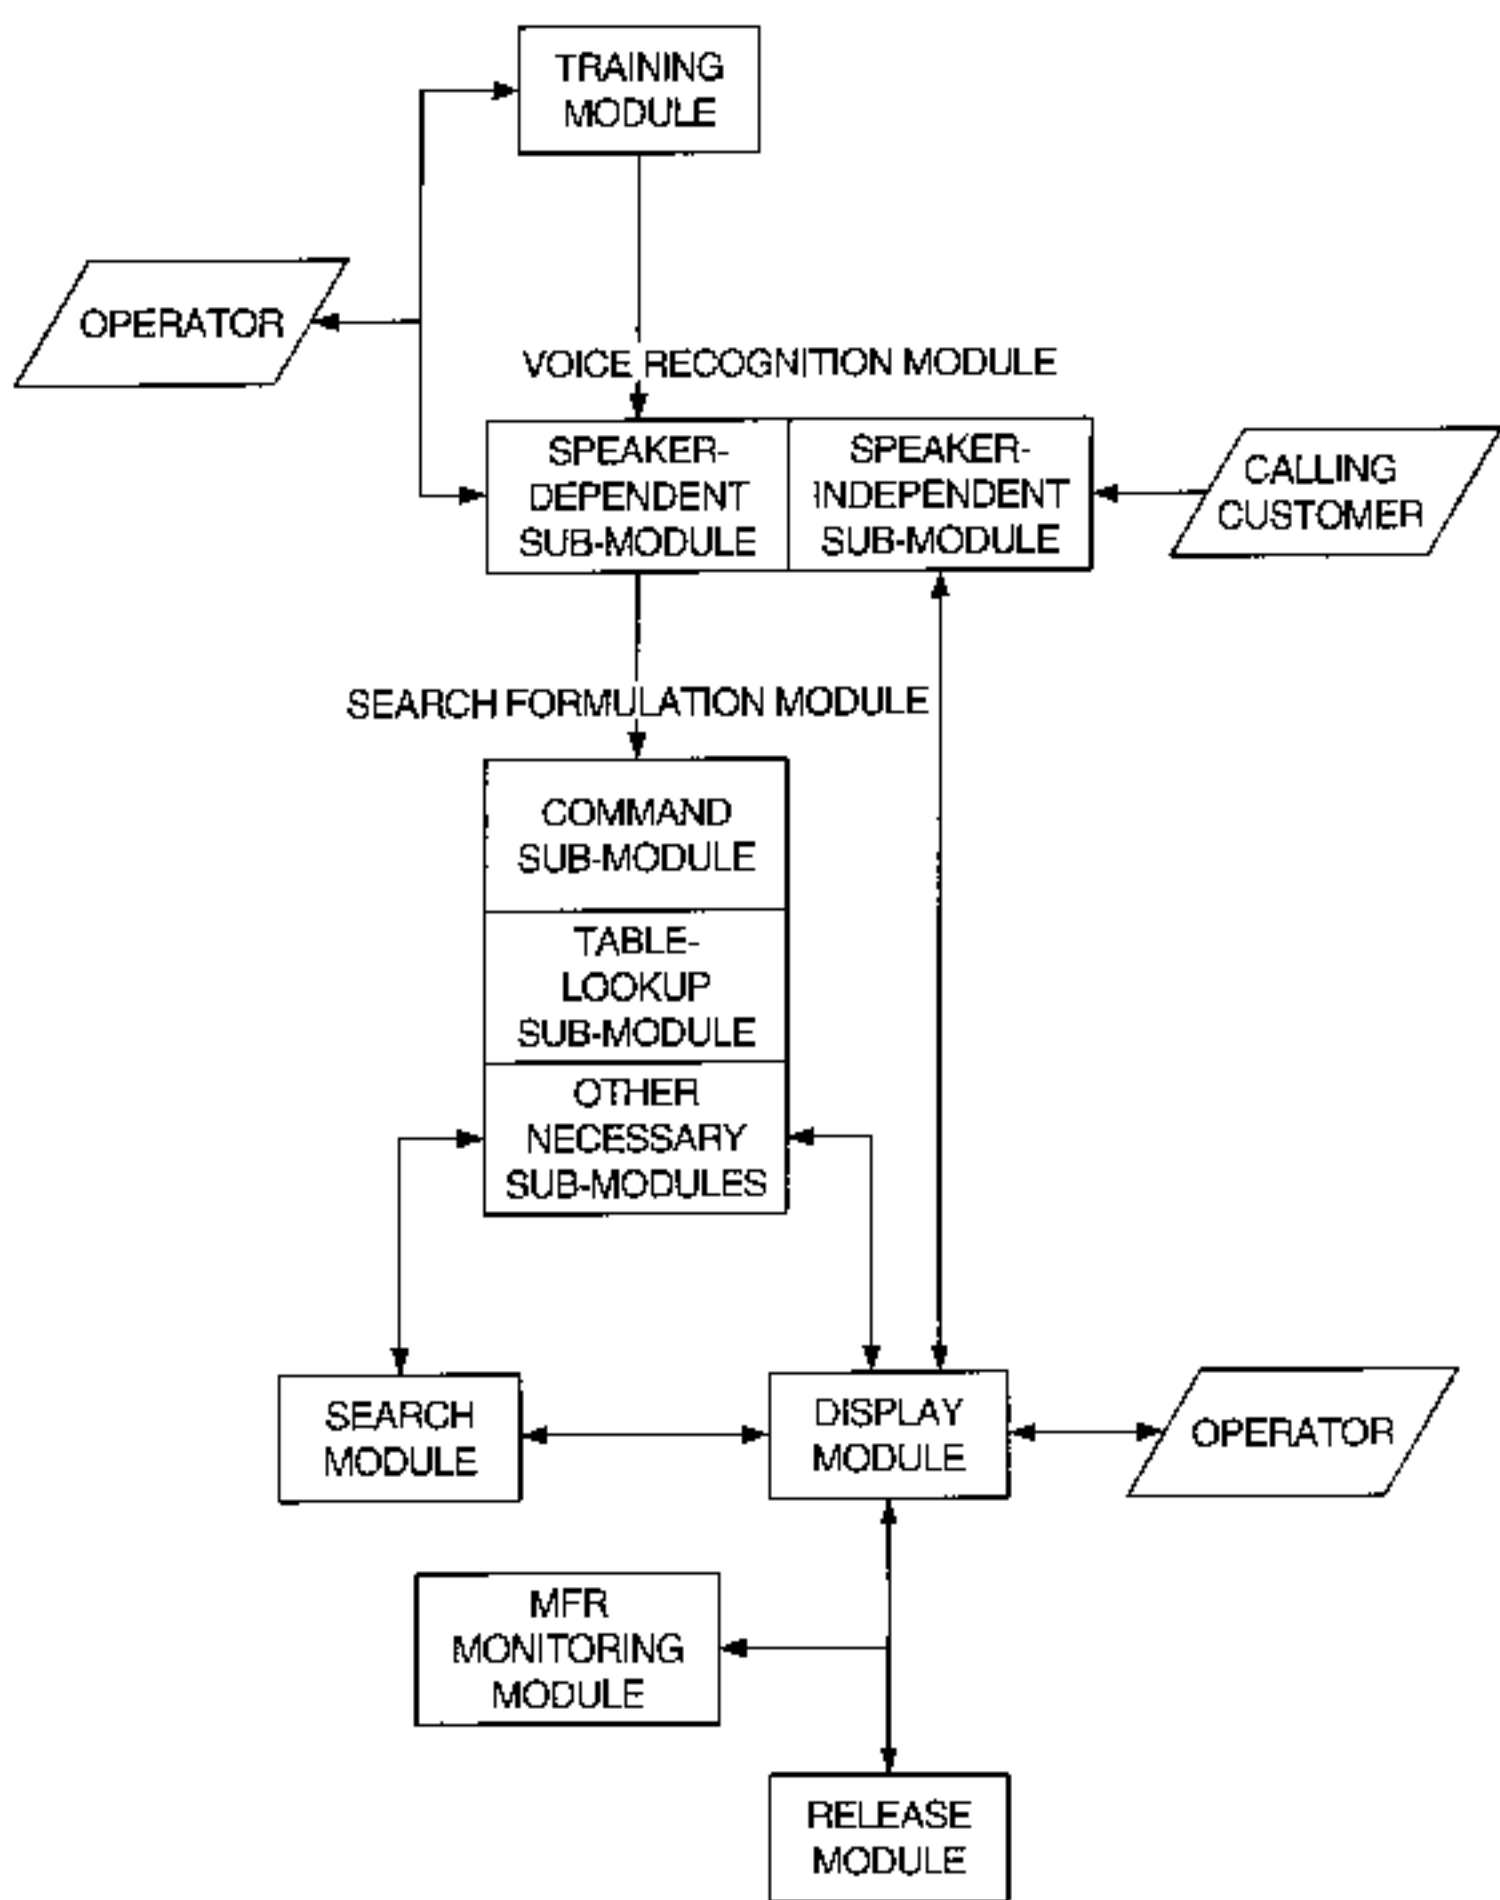 TRAINING
MODULE
OPERATOR
VOICE RECOGNITION MODULE
SPEAKER-
DEPENDENT
SUB-MODULE
SPEAKER-
INDEPENDENT
SUB-MODULE
CALLING
CUSTOMER
SEARCH FORMULATION MODULE
COMMAND
SUB-MODULE
TABLE-
LOOKUP
SUB-MODULE
OTHER
NECESSARY
SUB-MODULES
SEARCH
MODULE
DISPLAY
MODULE
OPERATOR
MFR
MONITORING
MODULE
RELEASE
MODULE